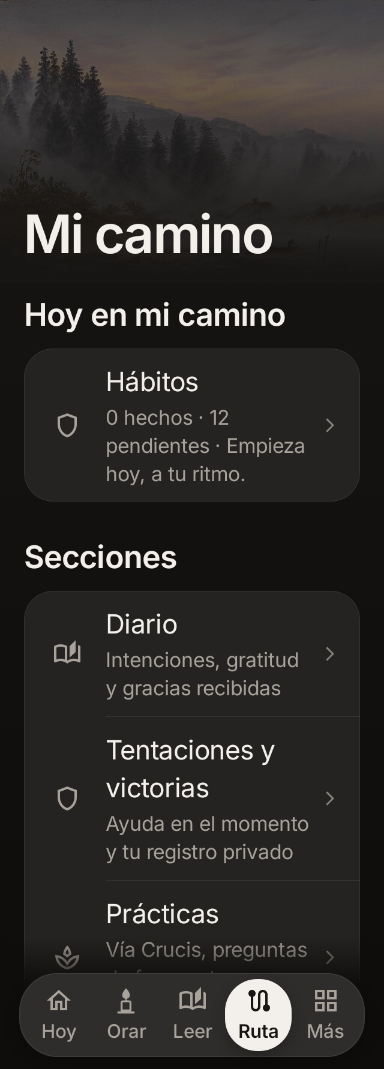 Mi camino
Hoy en mi camino
Hábitos
0 hechos · 12
pendientes · Empieza
hoy, a tu ritmo.
Secciones
Diario
Intenciones, gratitud
y gracias recibidas
Tentaciones y
victorias
Ayuda en el momento
y tu registro privado
Prácticas
Vía Crucis, preguntas
Hoy
Orar
Leer
Ruta
Más